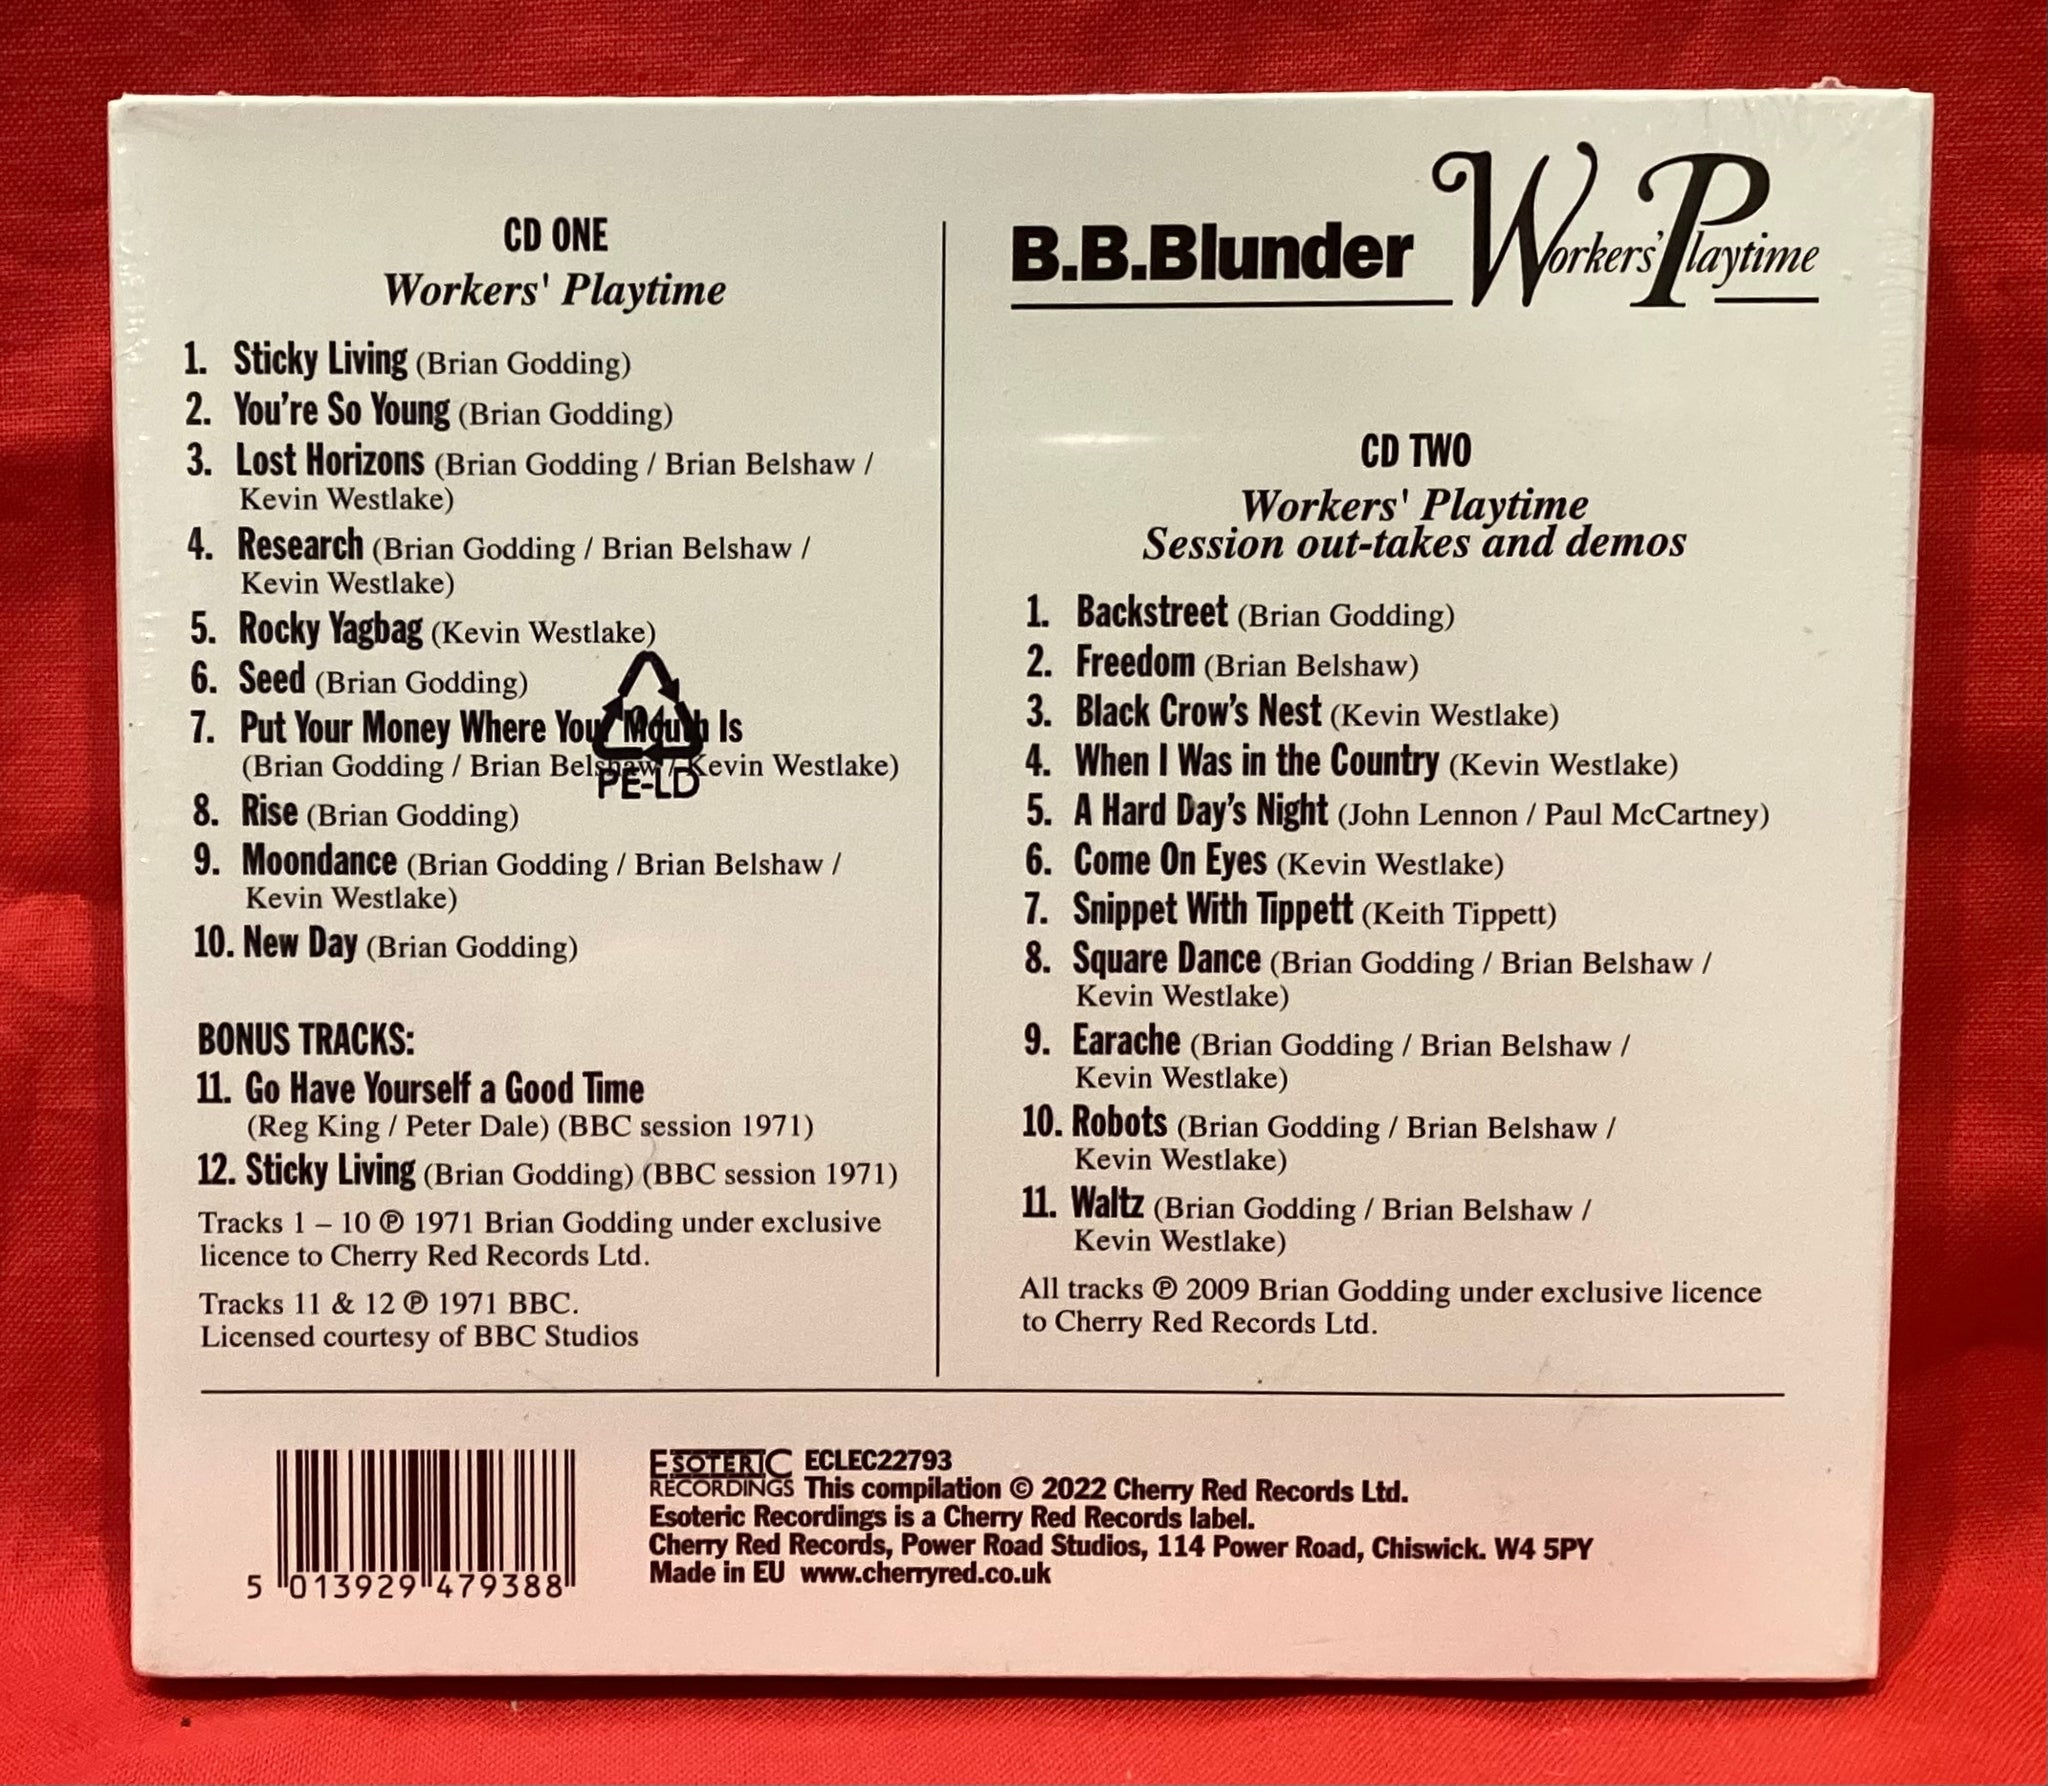 CD ONE
Workers' Playtime
1. Sticky Living (Brian Godding)
2. You're So Young (Brian Godding)
3. Lost Horizons (Brian Godding / Brian Belshaw /
Kevin Westlake)
4. Research (Brian Godding / Brian Belshaw /
Kevin Westlake)
5. Rocky Yagbag (Kevin Westlake)
6. Seed (Brian Godding)
7. Put Your Money Where Your Mouth Is
(Brian Godding / Brian Belshaw / Kevin Westlake)
PE-LD
8. Rise (Brian Godding)
9. Moondance (Brian Godding / Brian Belshaw /
Kevin Westlake)
10. New Day (Brian Godding)
BONUS TRACKS:
11. Go Have Yourself a Good Time
(Reg King / Peter Dale) (BBC session 1971)
12. Sticky Living (Brian Godding) (BBC session 1971)
Tracks 1 – 10 ℗ 1971 Brian Godding under exclusive
licence to Cherry Red Records Ltd.
Tracks 11 & 12 ℗ 1971 BBC.
Licensed courtesy of BBC Studios
B.B.Blunder Workers' Playtime
CD TWO
Workers' Playtime
Session out-takes and demos
1. Backstreet (Brian Godding)
2. Freedom (Brian Belshaw)
3. Black Crow's Nest (Kevin Westlake)
4. When I Was in the Country (Kevin Westlake)
5. A Hard Day's Night (John Lennon / Paul McCartney)
6. Come On Eyes (Kevin Westlake)
7. Snippet With Tippett (Keith Tippett)
8. Square Dance (Brian Godding / Brian Belshaw /
Kevin Westlake)
9. Earache (Brian Godding / Brian Belshaw /
Kevin Westlake)
10. Robots (Brian Godding / Brian Belshaw /
Kevin Westlake)
11. Waltz (Brian Godding / Brian Belshaw /
Kevin Westlake)
All tracks ℗ 2009 Brian Godding under exclusive licence
to Cherry Red Records Ltd.
5 013929 479388
ESOTERIC RECORDINGS ECLEC22793
This compilation © 2022 Cherry Red Records Ltd.
Esoteric Recordings is a Cherry Red Records label.
Cherry Red Records, Power Road Studios, 114 Power Road, Chiswick. W4 5PY
Made in EU www.cherryred.co.uk